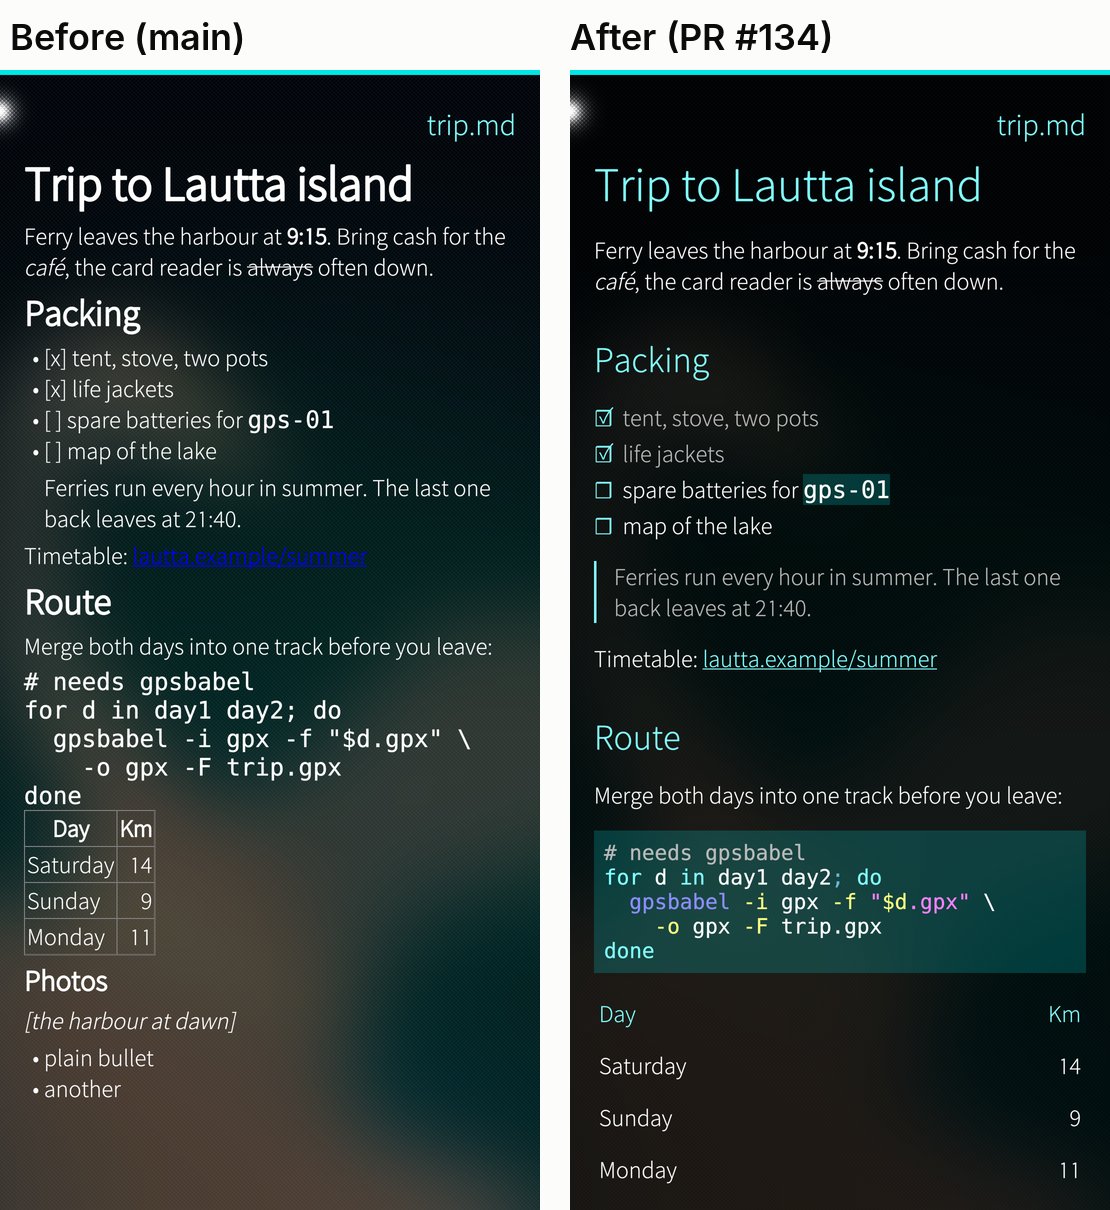 Before (main)
trip.md
Trip to Lautta island
Ferry leaves the harbour at 9:15. Bring cash for the
café, the card reader is always often down.
Packing
• [x] tent, stove, two pots
• [x] life jackets
• [ ] spare batteries for gps-01
• [ ] map of the lake
Ferries run every hour in summer. The last one
back leaves at 21:40.
Timetable: lautta.example/summer
Route
Merge both days into one track before you leave:
# needs gpsbabel
for d in day1 day2; do
  gpsbabel -i gpx -f "$d.gpx" \
    -o gpx -F trip.gpx
done
Day Km
Saturday 14
Sunday 9
Monday 11
Photos
[the harbour at dawn]
• plain bullet
• another
After (PR #134)
trip.md
Trip to Lautta island
Ferry leaves the harbour at 9:15. Bring cash for the
café, the card reader is always often down.
Packing
☑ tent, stove, two pots
☑ life jackets
☐ spare batteries for gps-01
☐ map of the lake
Ferries run every hour in summer. The last one
back leaves at 21:40.
Timetable: lautta.example/summer
Route
Merge both days into one track before you leave:
# needs gpsbabel
for d in day1 day2; do
  gpsbabel -i gpx -f "$d.gpx" \
    -o gpx -F trip.gpx
done
Day Km
Saturday 14
Sunday 9
Monday 11